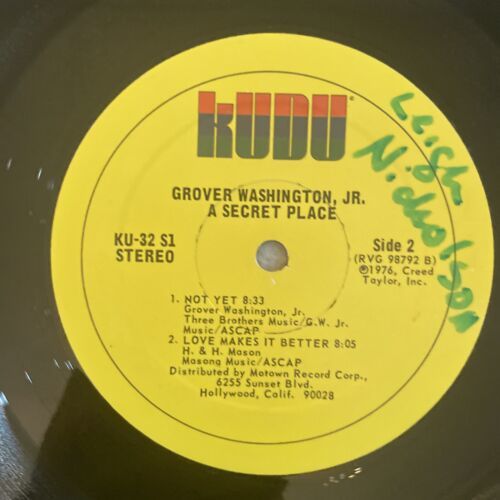 KUDU
GROVER WASHINGTON, JR.
A SECRET PLACE
KU-32 S1
STEREO
Side 2
(RVG 98792 B)
℗1976, Creed
Taylor, Inc.
1. NOT YET 8:33
Grover Washington, Jr.
Three Brothers Music/G.W. Jr.
Music/ASCAP
2. LOVE MAKES IT BETTER 8:05
H. & H. Mason
Masong Music/ASCAP
Distributed by Motown Record Corp.,
6255 Sunset Blvd.
Hollywood, Calif. 90028
Leigh
Nicholson